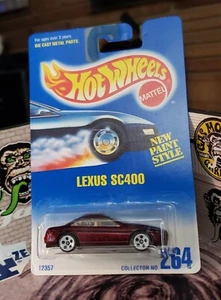 For ages over 3 years.
DIE CAST METAL PARTS.
HOT WHEELS
MATTEL
NEW
PAINT
STYLE
LEXUS SC400
12357
COLLECTOR NO.
264